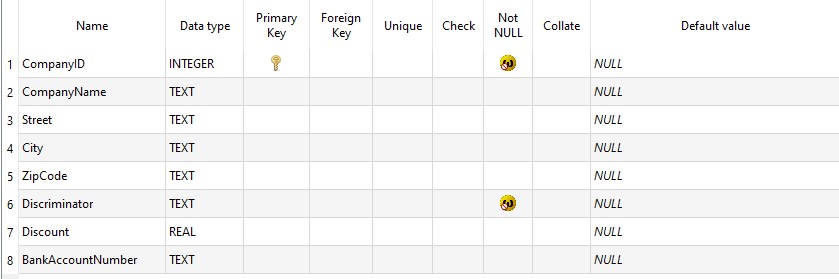 Name Data type Primary Key Foreign Key Unique Check Not NULL Collate Default value
1 CompanyID INTEGER NULL
2 CompanyName TEXT NULL
3 Street TEXT NULL
4 City TEXT NULL
5 ZipCode TEXT NULL
6 Discriminator TEXT NULL
7 Discount REAL NULL
8 BankAccountNumber TEXT NULL